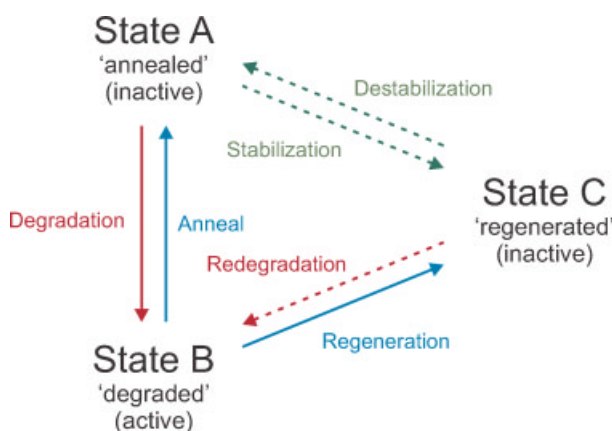 State A
'annealed'
(inactive)
Destabilization
Stabilization
State C
'regenerated'
(inactive)
Degradation
Anneal
Redegradation
Regeneration
State B
'degraded'
(active)